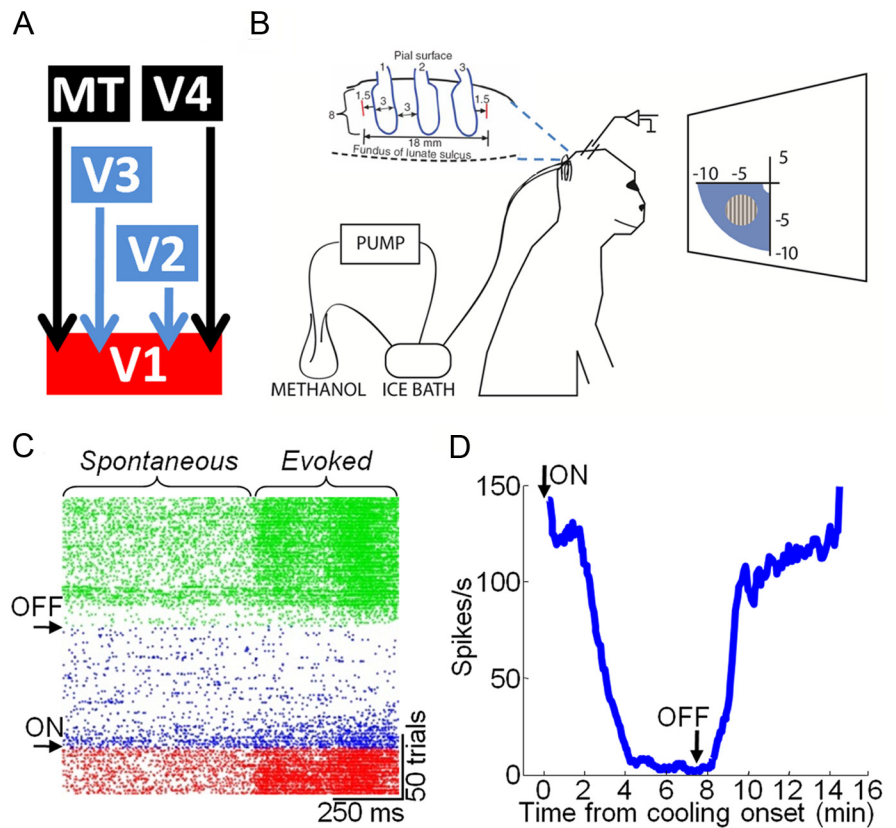 A
MT V4
V3
V2
V1
B
Pial surface
1 2 3
1.5 3 3 1.5
8
18 mm
Fundus of lunate sulcus
PUMP
METHANOL ICE BATH
5
-10 -5
-5
-10
C
Spontaneous Evoked
OFF
ON
50 trials
250 ms
D
ON
150
100
50
0
Spikes/s
OFF
0 2 4 6 8 10 12 14 16
Time from cooling onset (min)